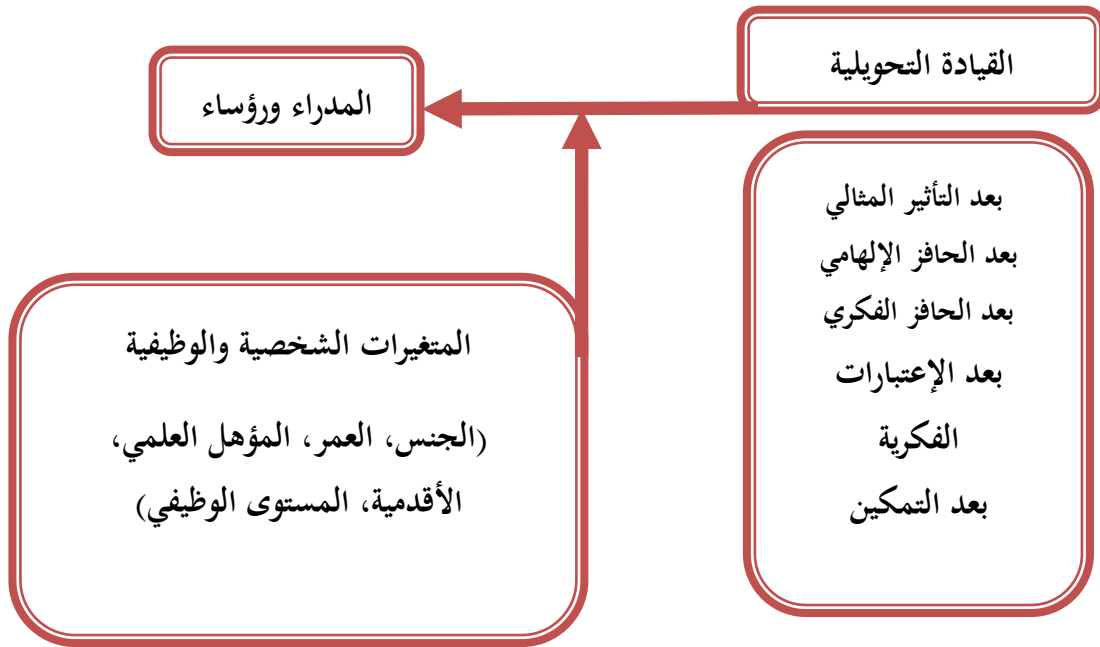 القيادة التحويلية
المدراء ورؤساء
بعد التأثير المثالي
بعد الحافز الإلهامي
بعد الحافز الفكري
بعد الإعتبارات
الفكرية
بعد التمكين
المتغيرات الشخصية والوظيفية
(الجنس، العمر، المؤهل العلمي،
الأقدمية، المستوى الوظيفي)